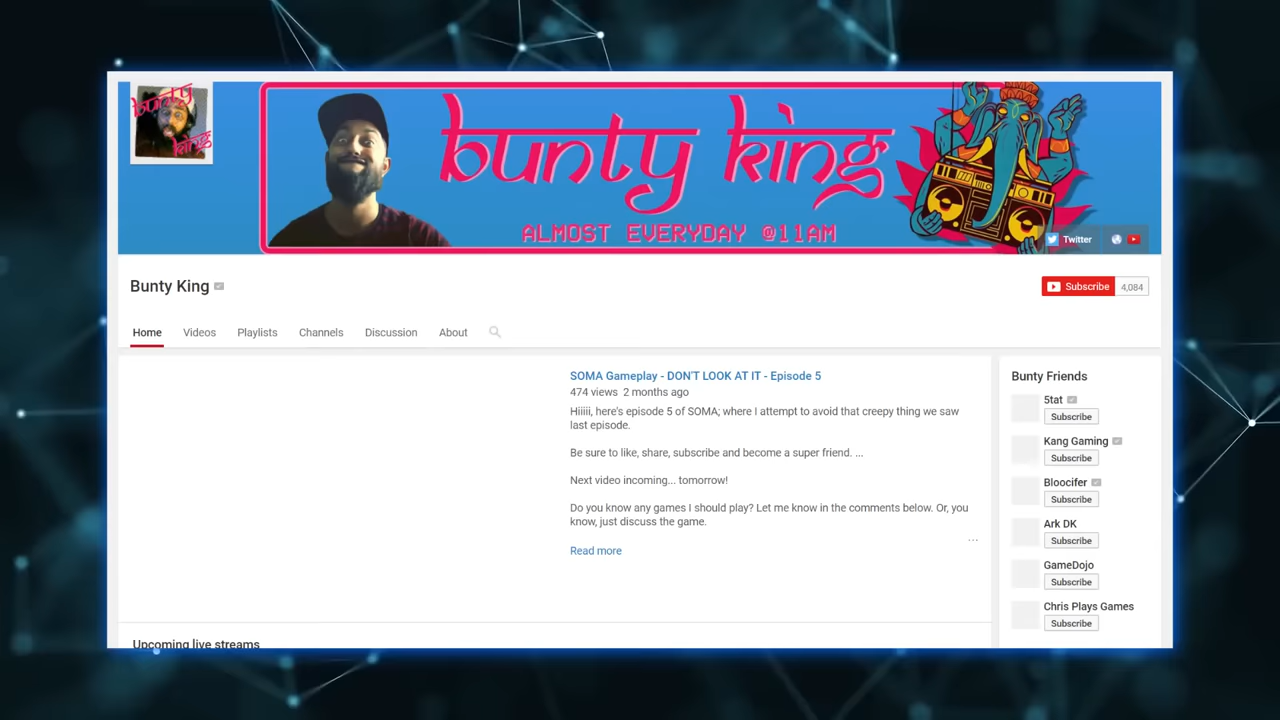 bunty
king
bunty king
ALMOST EVERYDAY @11AM
Twitter
Bunty King
Subscribe 4,084
Home Videos Playlists Channels Discussion About
SOMA Gameplay - DON'T LOOK AT IT - Episode 5
474 views 2 months ago
Hiiiii, here's episode 5 of SOMA; where I attempt to avoid that creepy thing we saw
last episode.
Be sure to like, share, subscribe and become a super friend. ...
Next video incoming... tomorrow!
Do you know any games I should play? Let me know in the comments below. Or, you
know, just discuss the game.
...
Read more
Upcoming live streams
Bunty Friends
5tat
Subscribe
Kang Gaming
Subscribe
Bloocifer
Subscribe
Ark DK
Subscribe
GameDojo
Subscribe
Chris Plays Games
Subscribe